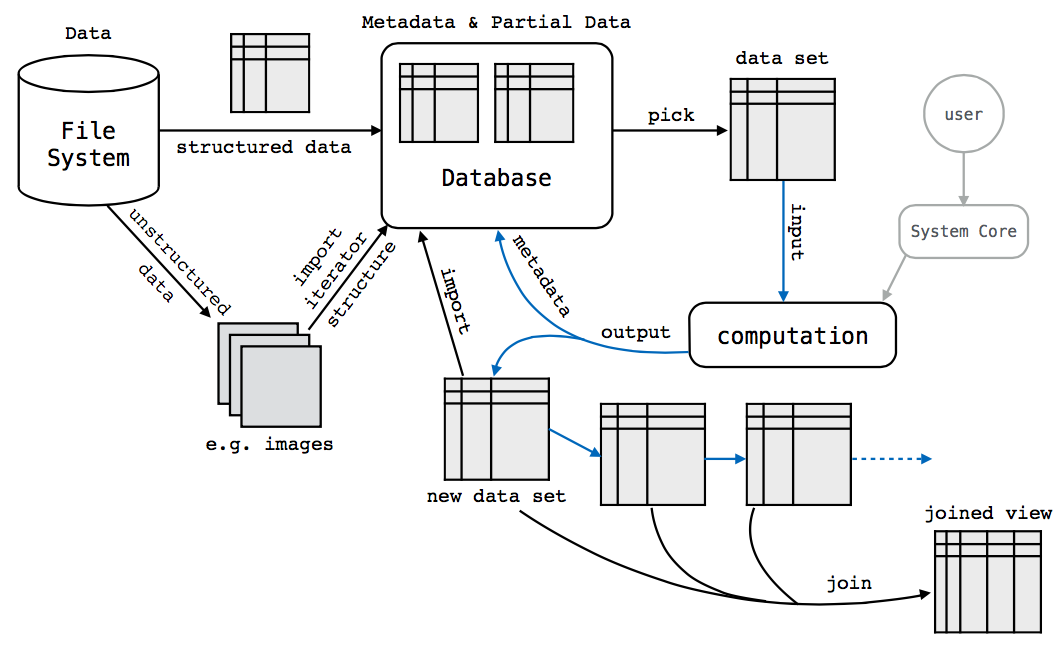 Metadata & Partial Data
Data
data set
File
System
structured data
Database
pick
user
System Core
input
unstructured
data
import
iterator
structure
import
metadata
output
computation
e.g. images
new data set
joined view
join